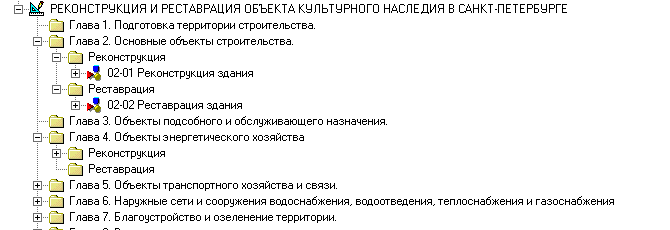 РЕКОНСТРУКЦИЯ И РЕСТАВРАЦИЯ ОБЪЕКТА КУЛЬТУРНОГО НАСЛЕДИЯ В САНКТ-ПЕТЕРБУРГЕ
Глава 1. Подготовка территории строительства.
Глава 2. Основные объекты строительства.
Реконструкция
02-01 Реконструкция здания
Реставрация
02-02 Реставрация здания
Глава 3. Объекты подсобного и обслуживающего назначения.
Глава 4. Объекты энергетического хозяйства
Реконструкция
Реставрация
Глава 5. Объекты транспортного хозяйства и связи.
Глава 6. Наружные сети и сооружения водоснабжения, водоотведения, теплоснабжения и газоснабжения
Глава 7. Благоустройство и озеленение территории.